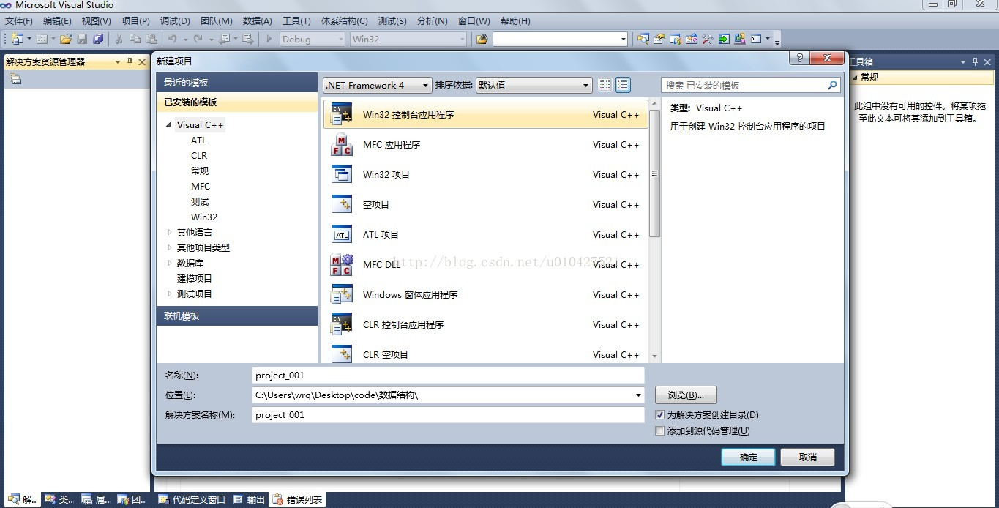 Microsoft Visual Studio
文件(F) 编辑(E) 视图(V) 项目(P) 调试(D) 团队(M) 数据(A) 工具(T) 体系结构(C) 测试(S) 分析(N) 窗口(W) 帮助(H)
Debug Win32
解决方案资源管理器
新建项目
最近的模板
已安装的模板
Visual C++
ATL
CLR
常规
MFC
测试
Win32
其他语言
其他项目类型
数据库
建模项目
测试项目
联机模板
.NET Framework 4 排序依据: 默认值
搜索 已安装的模板
Win32 控制台应用程序 Visual C++
MFC 应用程序 Visual C++
Win32 项目 Visual C++
空项目 Visual C++
ATL 项目 Visual C++
MFC DLL Visual C++
Windows 窗体应用程序 Visual C++
CLR 控制台应用程序 Visual C++
CLR 空项目 Visual C++
类型: Visual C++
用于创建 Win32 控制台应用程序的项目
名称(N): project_001
位置(L): C:\Users\wrq\Desktop\code\数据结构\ 浏览(B)...
解决方案名称(M): project_001
为解决方案创建目录(D)
添加到源代码管理(U)
确定 取消
工具箱
常规
此组中没有可用的控件。将某项拖
至此文本可将其添加到工具箱。
解... 类... 属... 团... 代码定义窗口 输出 错误列表